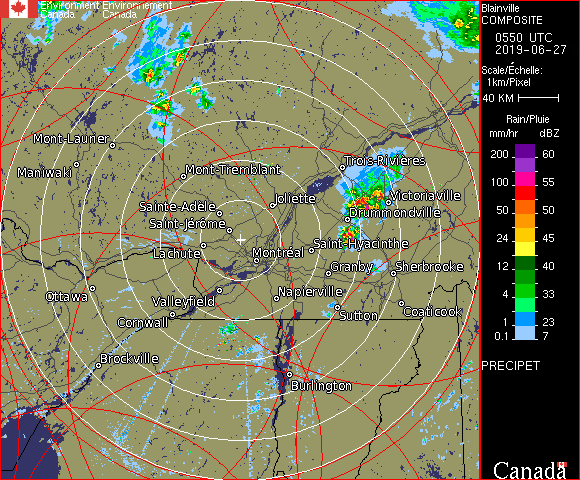 Environment Environnement
Canada Canada
Mont-Laurier
Maniwaki
Mont-Tremblant
Trois-Rivières
Sainte-Adèle
Joliette
Victoriaville
Saint-Jérôme
Drummondville
Lachute
Montréal
Saint-Hyacinthe
Granby
Sherbrooke
Ottawa
Valleyfield
Napierville
Cornwall
Sutton
Coaticook
Brockville
Burlington
Blainville
COMPOSITE
0550 UTC
2019-06-27
Scale/Échelle:
1km/Pixel
40 KM
Rain/Pluie
mm/hr dBZ
200 60
100 55
50 50
24 45
12 40
4 33
1 23
0.1 7
PRECIPET
Canada